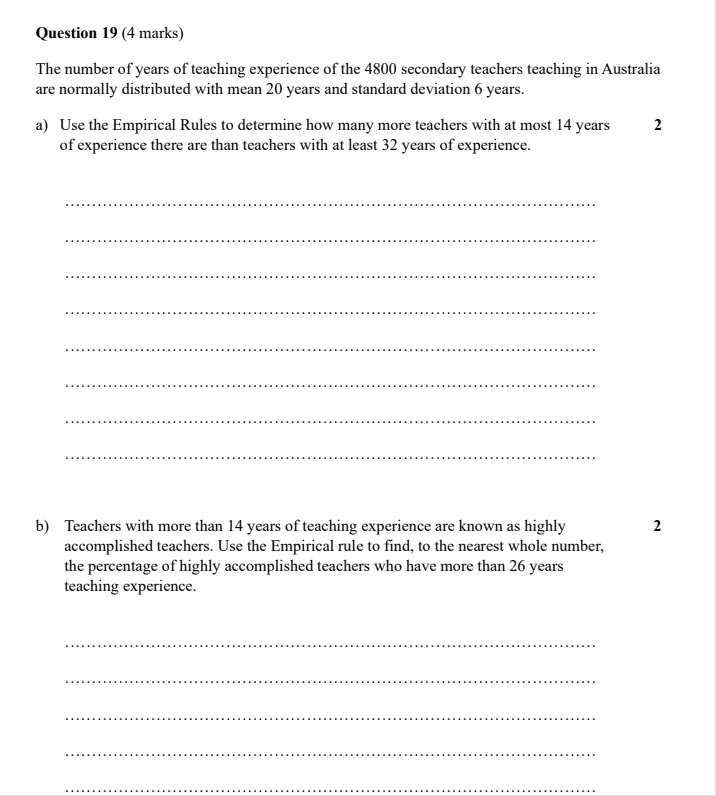 Question 19 (4 marks)
The number of years of teaching experience of the 4800 secondary teachers teaching in Australia
are normally distributed with mean 20 years and standard deviation 6 years.
a) Use the Empirical Rules to determine how many more teachers with at most 14 years 2
of experience there are than teachers with at least 32 years of experience.
b) Teachers with more than 14 years of teaching experience are known as highly 2
accomplished teachers. Use the Empirical rule to find, to the nearest whole number,
the percentage of highly accomplished teachers who have more than 26 years
teaching experience.